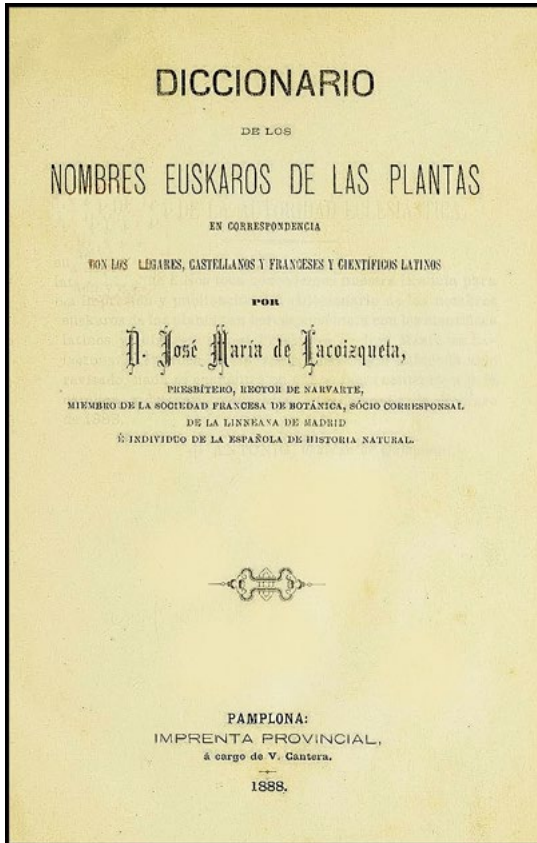 DICCIONARIO
DE LOS
NOMBRES EUSKAROS DE LAS PLANTAS
EN CORRESPONDENCIA
CON LOS CASTELLANOS Y FRANCESES Y CIENTÍFICOS LATINOS
POR
D. José María de Lacoizqueta,
PRESBÍTERO, RECTOR DE NARVARTE,
MIEMBRO DE LA SOCIEDAD FRANCESA DE BOTÁNICA, SÓCIO CORRESPONSAL
DE LA LINNEANA DE MADRID
É INDIVIDUO DE LA ESPAÑOLA DE HISTORIA NATURAL.
PAMPLONA:
IMPRENTA PROVINCIAL,
á cargo de V. Cantera.
1888.